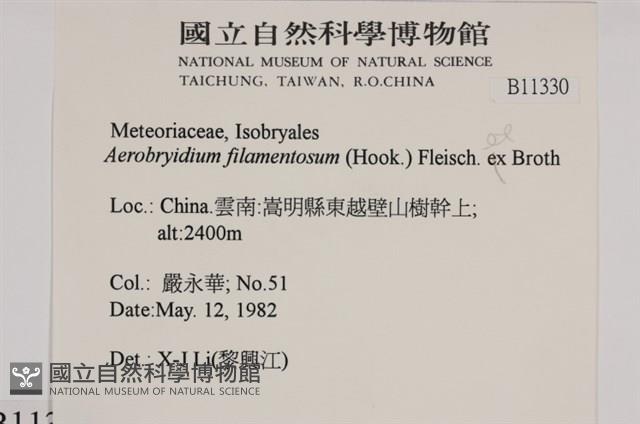 國立自然科學博物館
NATIONAL MUSEUM OF NATURAL SCIENCE
TAICHUNG, TAIWAN, R.O.CHINA
B11330
Meteoriaceae, Isobryales
Aerobryidium filamentosum (Hook.) Fleisch. ex Broth
Loc.: China.雲南:嵩明縣東越壁山樹幹上;
alt:2400m
Col.: 嚴永華; No.51
Date:May. 12, 1982
Det.: X-J Li(黎興江)
國立自然科學博物館
NATIONAL MUSEUM OF NATURAL SCIENCE